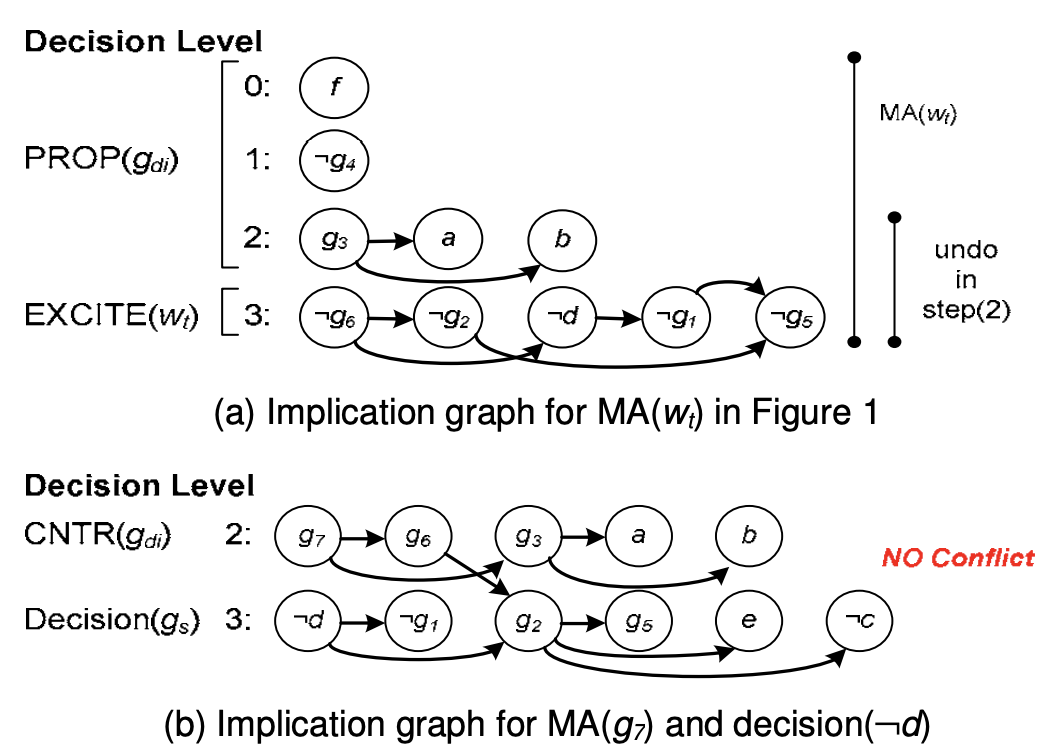 Decision Level
0: f
PROP(gdi) 1: ¬g4
MA(wt)
2: g3 a b
EXCITE(wt) 3: ¬g6 ¬g2 ¬d ¬g1 ¬g5
undo
in
step(2)
(a) Implication graph for MA(wt) in Figure 1
Decision Level
CNTR(gdi) 2: g7 g6 g3 a b
NO Conflict
Decision(gs) 3: ¬d ¬g1 g2 g5 e ¬c
(b) Implication graph for MA(g7) and decision(¬d)